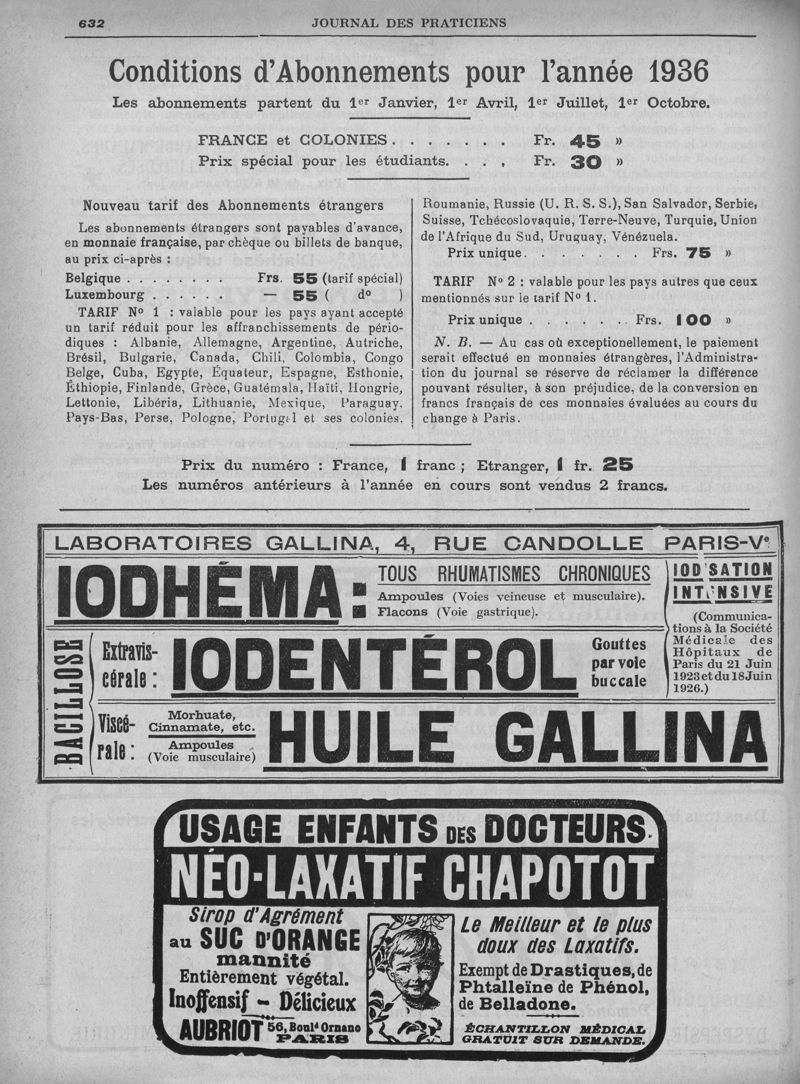 632
JOURNAL DES PRATICIENS
Conditions d'Abonnements pour l'année 1936
Les abonnements partent du 1er Janvier, 1er Avril, 1er Juillet, 1er Octobre.
FRANCE et COLONIES . . . . . . . Fr. 45 »
Prix spécial pour les étudiants. . . , Fr. 30 »
Nouveau tarif des Abonnements étrangers
Les abonnements étrangers sont payables d'avance,
en monnaie française, par chèque ou billets de banque,
au prix ci-après :
Belgique . . . . . . . . Frs. 55 (tarif spécial)
Luxembourg . . . . . . — 55 ( do )
TARIF No 1 : valable pour les pays ayant accepté
un tarif réduit pour les affranchissements de pério-
diques : Albanie, Allemagne, Argentine, Autriche,
Brésil, Bulgarie, Canada, Chili, Colombia, Congo
Belge, Cuba, Egypte, Équateur, Espagne, Esthonie,
Éthiopie, Finlande, Grèce, Guatémala, Haïti, Hongrie,
Lettonie, Libéria, Lithuanie, Mexique, Paraguay,
Pays-Bas, Perse, Pologne, Portugal et ses colonies,
Roumanie, Russie (U. R. S. S.), San Salvador, Serbie,
Suisse, Tchécoslovaquie, Terre-Neuve, Turquie, Union
de l'Afrique du Sud, Uruguay, Vénézuela.
Prix unique. . . . . . . . Frs. 75 »
TARIF No 2 : valable pour les pays autres que ceux
mentionnés sur le tarif No 1.
Prix unique . . . . . . . Frs. 100 »
N. B. — Au cas où exceptionellement, le paiement
serait effectué en monnaies étrangères, l'Administra-
tion du journal se réserve de réclamer la différence
pouvant résulter, à son préjudice, de la conversion en
francs français de ces monnaies évaluées au cours du
change à Paris.
Prix du numéro : France, 1 franc ; Etranger, 1 fr. 25
Les numéros antérieurs à l'année en cours sont vendus 2 francs.
LABORATOIRES GALLINA, 4, RUE CANDOLLE PARIS-Ve
IODHÉMA :
TOUS RHUMATISMES CHRONIQUES
Ampoules (Voies veineuse et musculaire).
Flacons (Voie gastrique).
IODISATION
INTENSIVE
(Communica-
tions à la Société
Médicale des
Hôpitaux de
Paris du 21 Juin
1923 et du 18 Juin
1926.)
BACILLOSE
Extravis-
cérale :
IODENTÉROL
Gouttes
par voie
buccale
Viscé-
rale :
Morhuate,
Cinnamate, etc.
Ampoules
(Voie musculaire)
HUILE GALLINA
USAGE ENFANTS DES DOCTEURS
NÉO-LAXATIF CHAPOTOT
Sirop d'Agrément
au SUC D'ORANGE
mannité
Entièrement végétal.
Inoffensif - Délicieux
AUBRIOT 56, Bould Ornano
PARIS
Le Meilleur et le plus
doux des Laxatifs.
Exempt de Drastiques, de
Phtalleïne de Phénol,
de Belladone.
ÉCHANTILLON MÉDICAL
GRATUIT SUR DEMANDE.